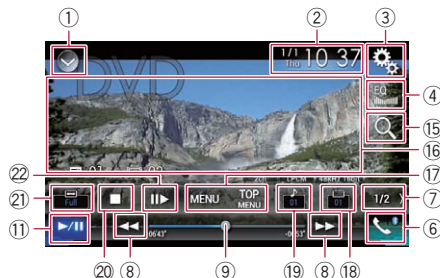 ① ② ③
DVD
1/1 Thu 10 37
EQ
④
⑮
⑯
㉒ ⑰
2ch LPCM 48kHz 16bit
㉑ Full MENU TOP MENU 01 01 1/2 ⑦
⑪ 06'43" -00'53" ⑥
⑳ ⑧ ⑨ ⑲ ⑧ ⑱